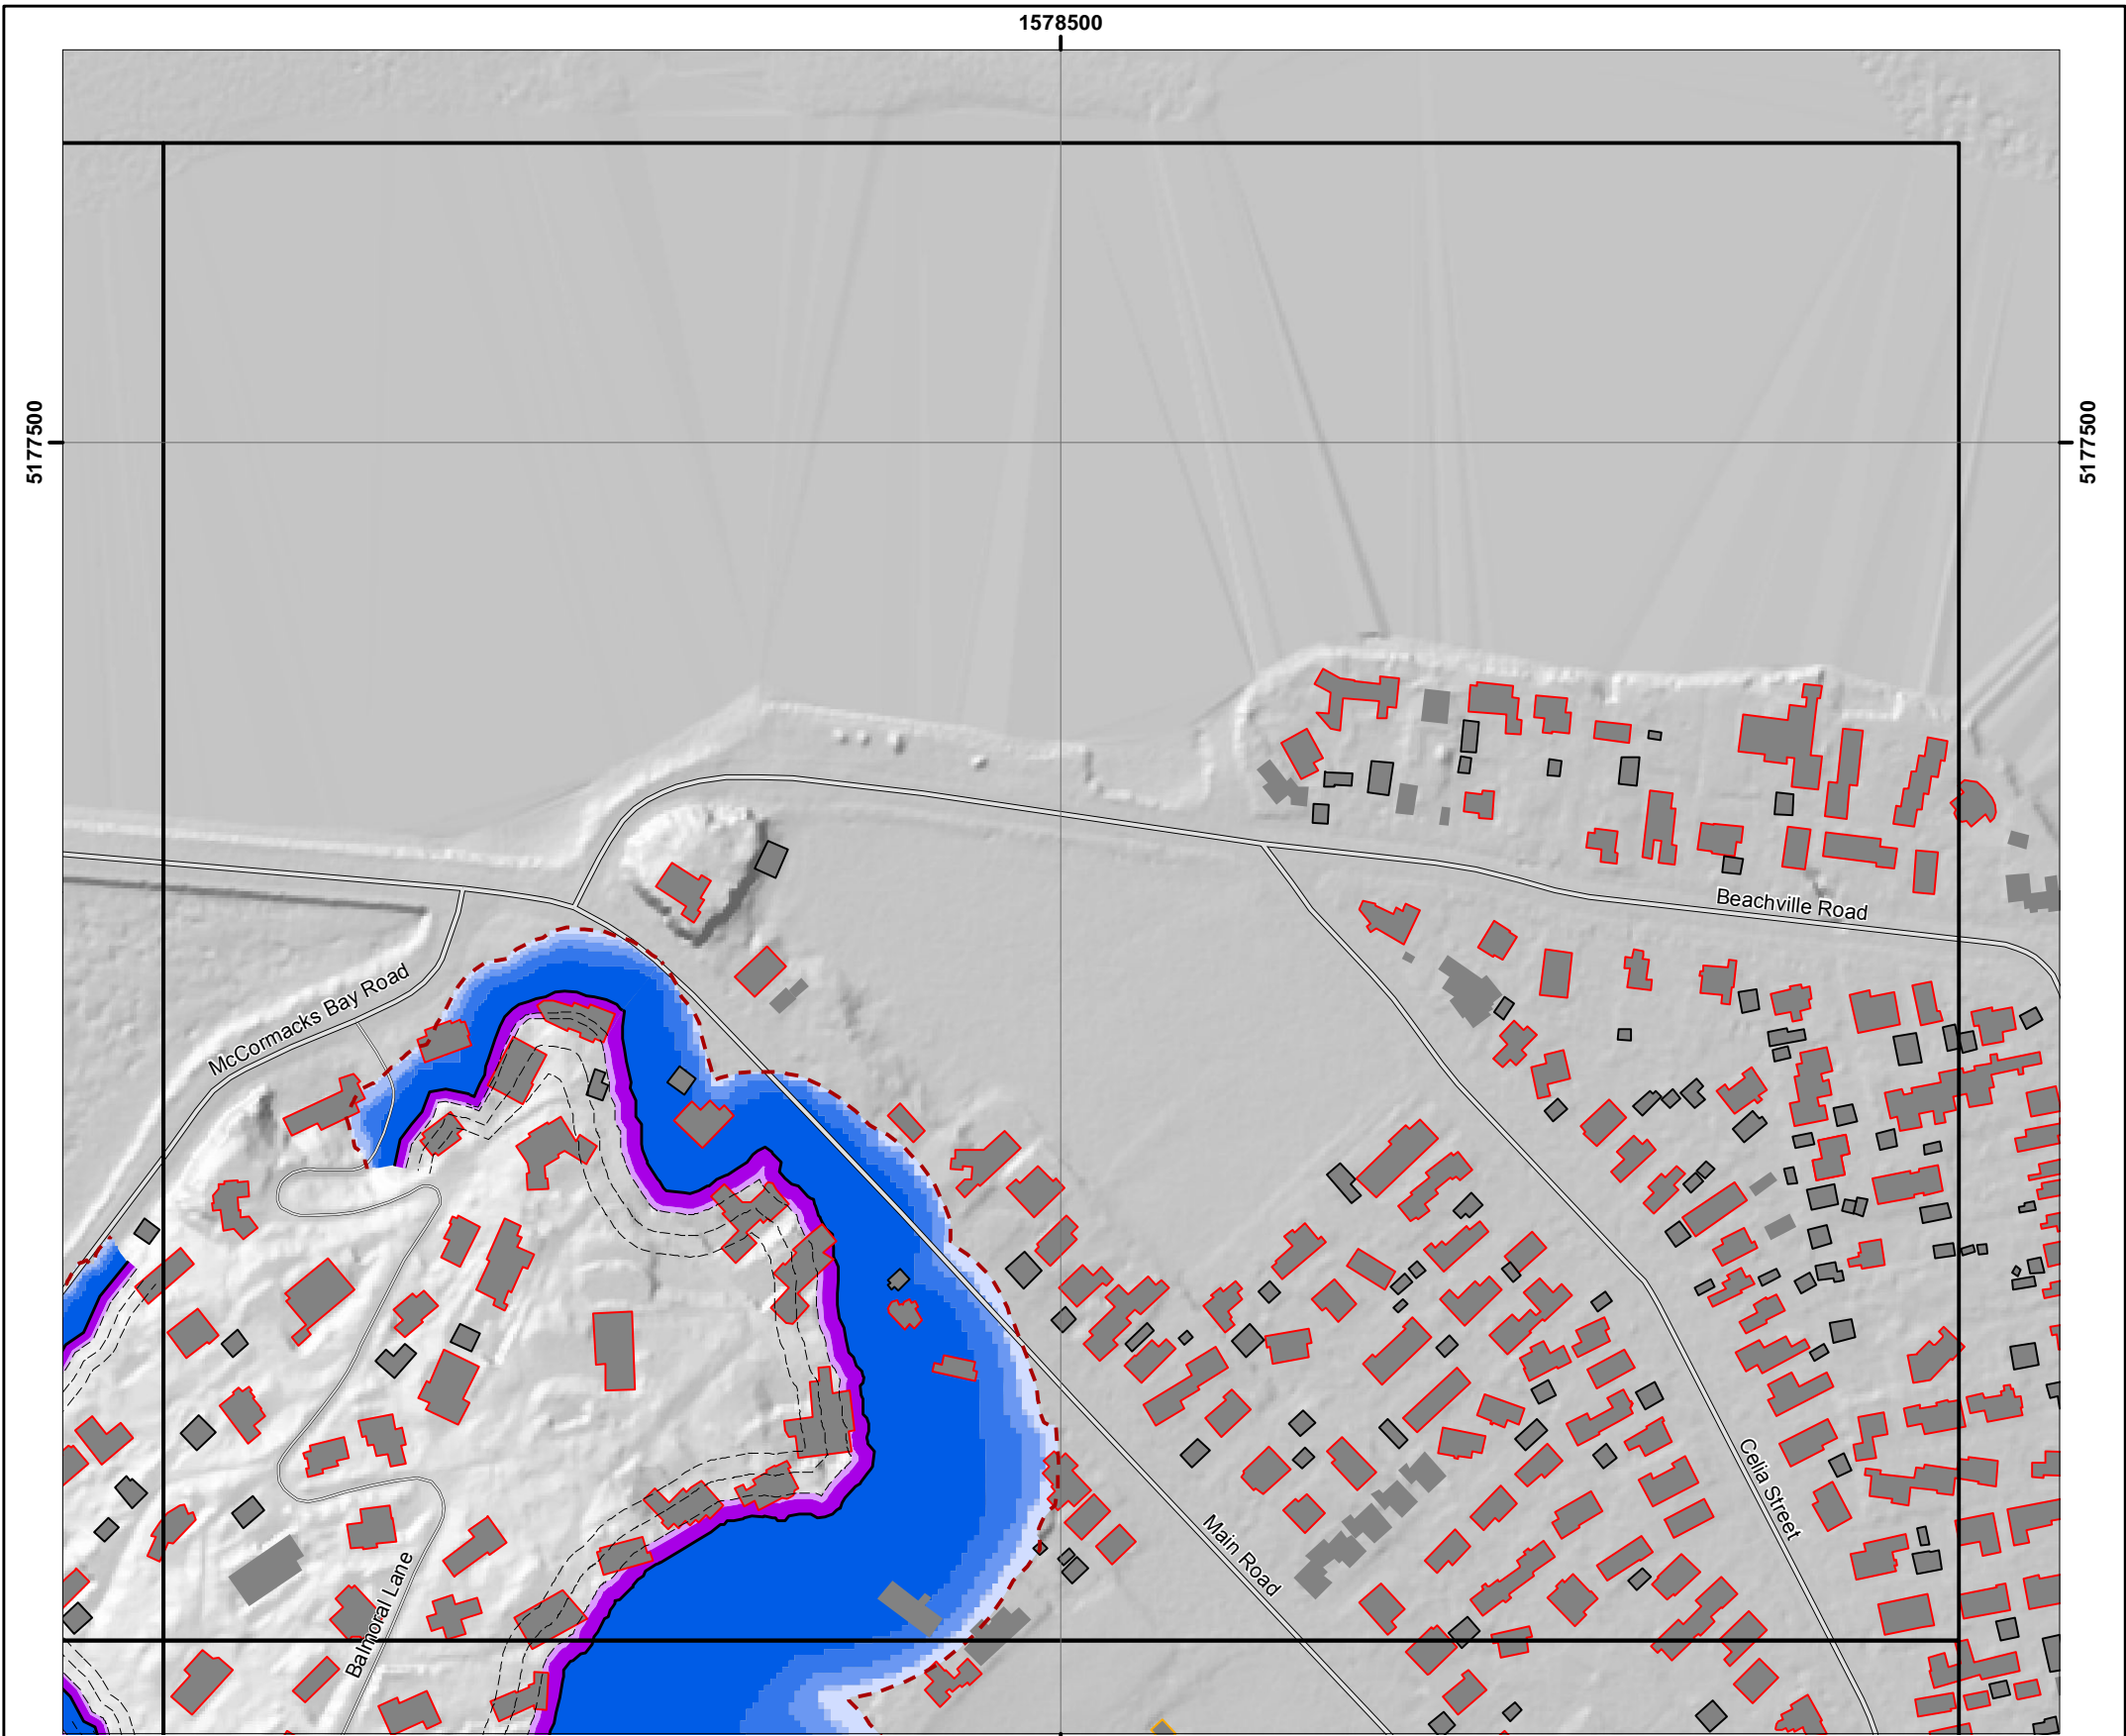 1578500
5177500
5177500
Beachville Road
McCormacks Bay Road
Celia Street
Main Road
Balmoral Lane